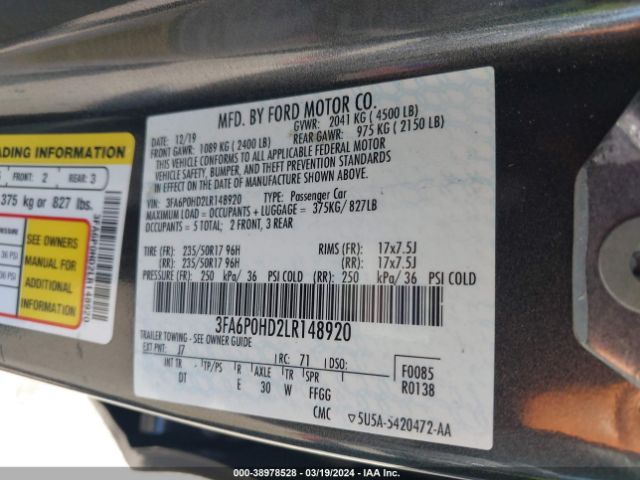 ADING INFORMATION
FRONT: 2 REAR: 3
375 kg or 827 lbs.
SEE OWNERS
MANUAL FOR
ADDITIONAL
INFORMATION
36 PSI
3FA6P0HD2LR148920
MFD. BY FORD MOTOR CO.
DATE: 12/19 GVWR: 2041 KG (4500 LB)
FRONT GAWR: 1089 KG (2400 LB) REAR GAWR: 975 KG (2150 LB)
THIS VEHICLE CONFORMS TO ALL APPLICABLE FEDERAL MOTOR
VEHICLE SAFETY, BUMPER, AND THEFT PREVENTION STANDARDS
IN EFFECT ON THE DATE OF MANUFACTURE SHOWN ABOVE.
VIN: 3FA6P0HD2LR148920 TYPE: Passenger Car
MAXIMUM LOAD = OCCUPANTS + LUGGAGE = 375KG/827LB
OCCUPANTS = 5 TOTAL; 2 FRONT, 3 REAR
TIRE (FR): 235/50R17 96H RIMS (FR): 17x7.5J
(RR): 235/50R17 96H (RR): 17x7.5J
PRESSURE (FR): 250 kPa/ 36 PSI COLD (RR): 250 kPa/ 36 PSI COLD
3FA6P0HD2LR148920
TRAILER TOWING - SEE OWNER GUIDE
EXT PNT: J7 RC: 71 DSO:
INT TR TP/PS R AXLE TR SPR F0085
DT E 30 W FFGG R0138
CMC 5U5A-5420472-AA
000-38978528 - 03/19/2024 - IAA Inc.